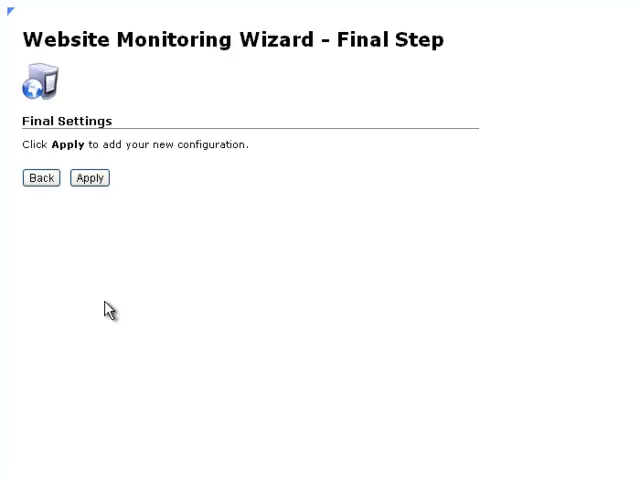 Website Monitoring Wizard - Final Step
Final Settings
Click Apply to add your new configuration.
Back Apply